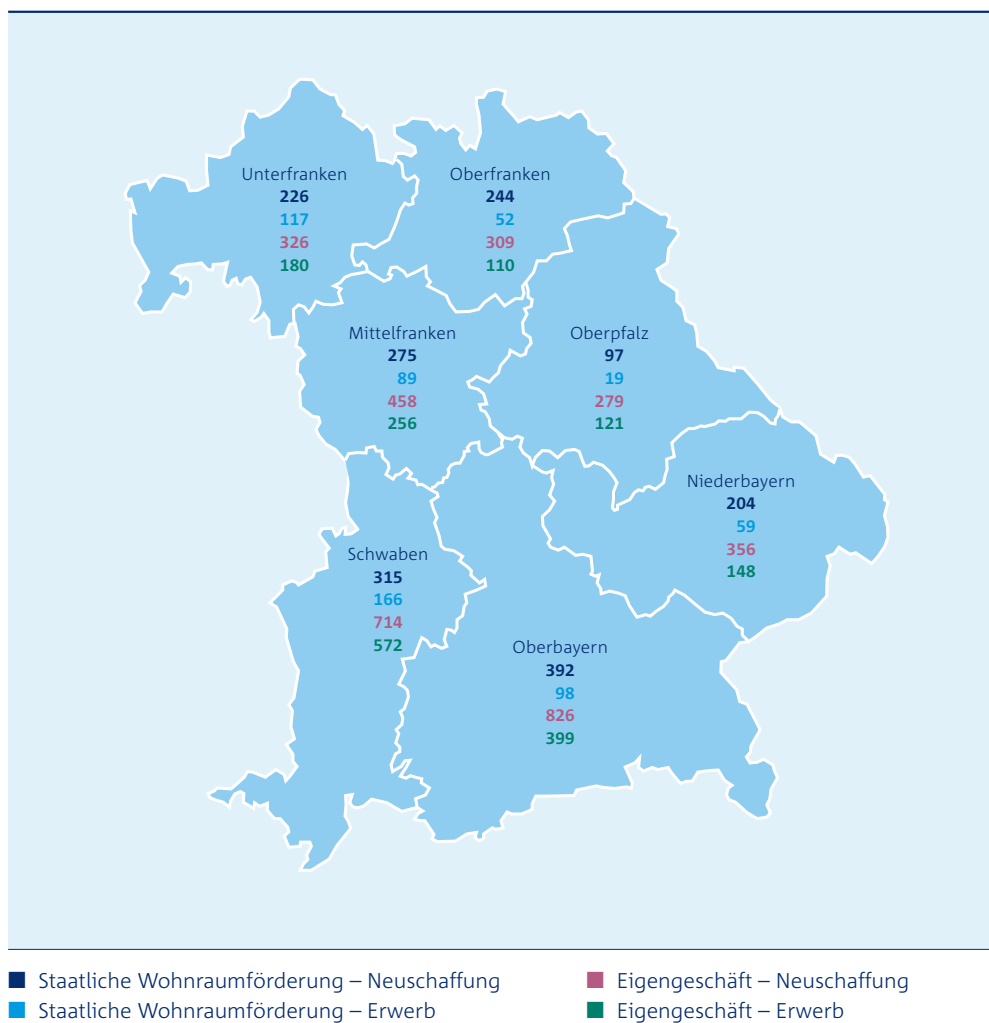 Unterfranken
226
117
326
180
Oberfranken
244
52
309
110
Mittelfranken
275
89
458
256
Oberpfalz
97
19
279
121
Niederbayern
204
59
356
148
Schwaben
315
166
714
572
Oberbayern
392
98
826
399
Staatliche Wohnraumförderung – Neuschaffung
Staatliche Wohnraumförderung – Erwerb
Eigengeschäft – Neuschaffung
Eigengeschäft – Erwerb